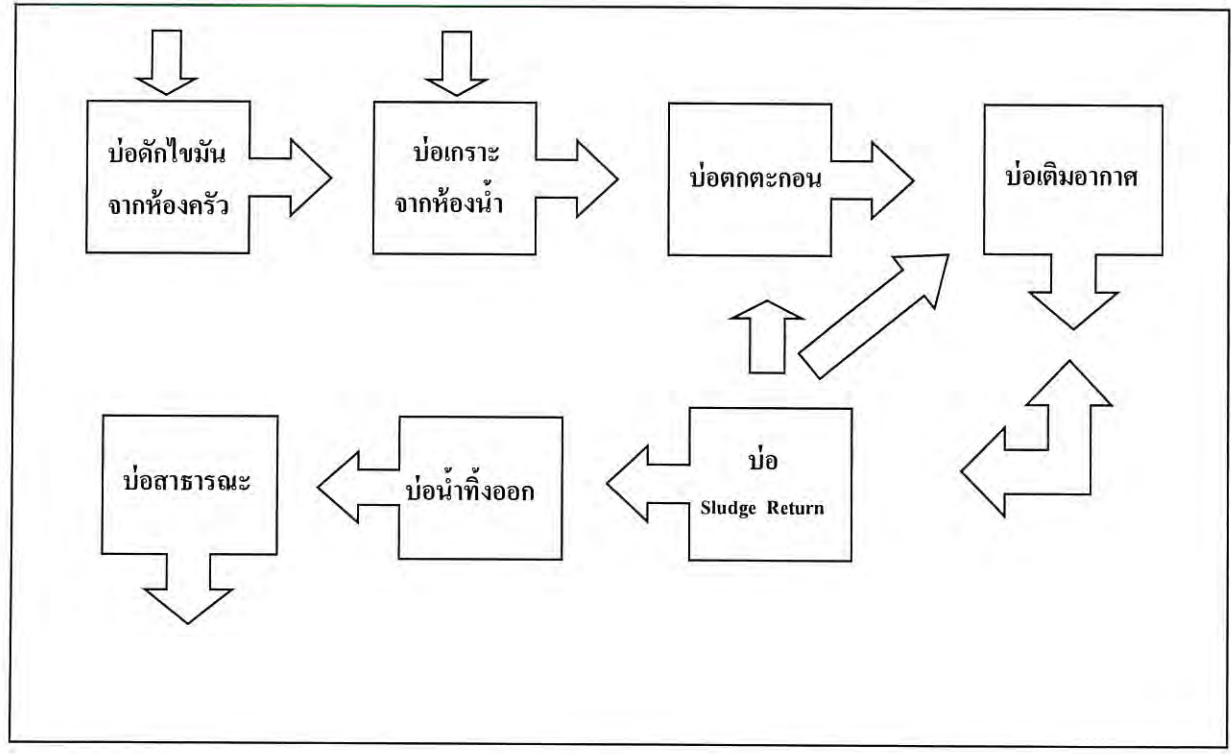 บ่อดักไขมัน
จากห้องครัว
บ่อเกราะ
จากห้องน้ำ
บ่อตกตะกอน
บ่อเติมอากาศ
บ่อสาธารณะ
บ่อน้ำทิ้งออก
บ่อ
Sludge Return